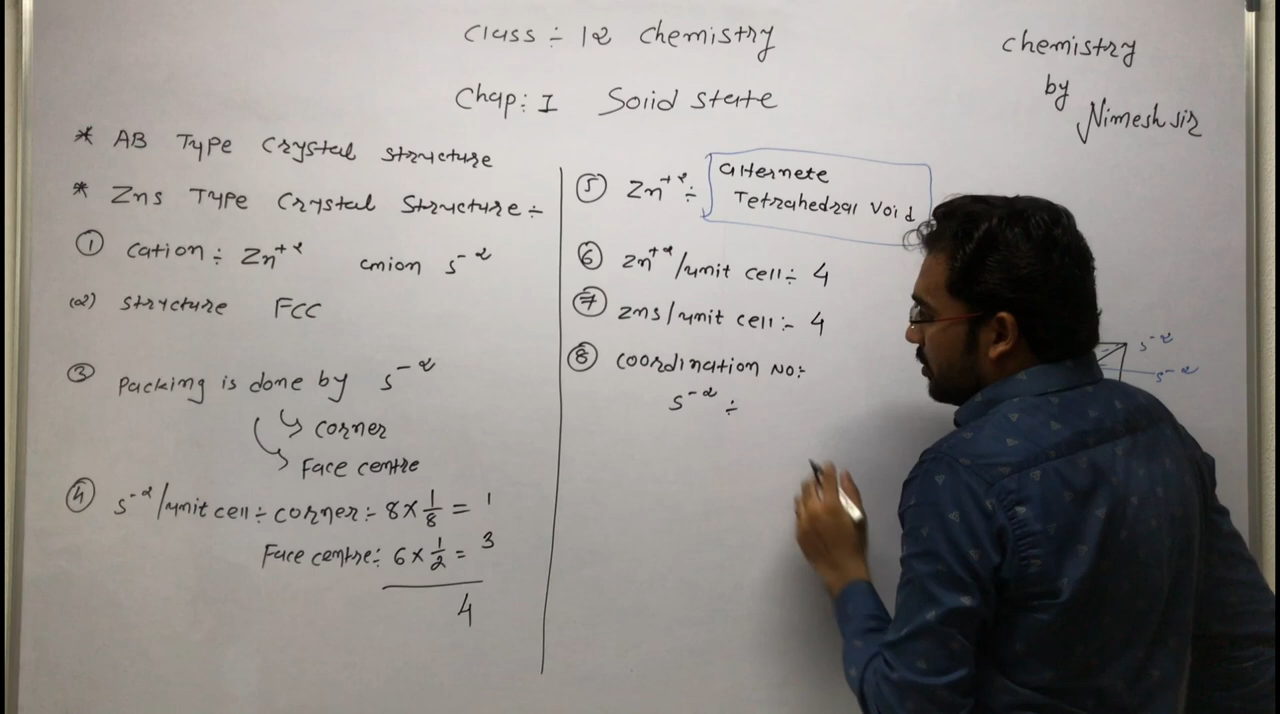 Class ÷ 12 Chemistry
Chap: I Solid State
Chemistry
by
Nimesh sir
* AB Type Crystal Structure
* Zns Type Crystal Structure ÷
① Cation ÷ Zn⁺² anion S⁻²
(2) Structure FCC
③ Packing is done by S⁻²
↳ corner
↳ Face centre
④ S⁻²/unit cell ÷ corner ÷ 8 × 1/8 = 1
Face centre: 6 × 1/2 = 3
4
⑤ Zn⁺² ÷ alternete
Tetrahedral Void
⑥ Zn⁺²/unit cell ÷ 4
⑦ Zns/unit cell :- 4
⑧ Coordination No ÷
S⁻² ÷
S⁻²
S⁻²